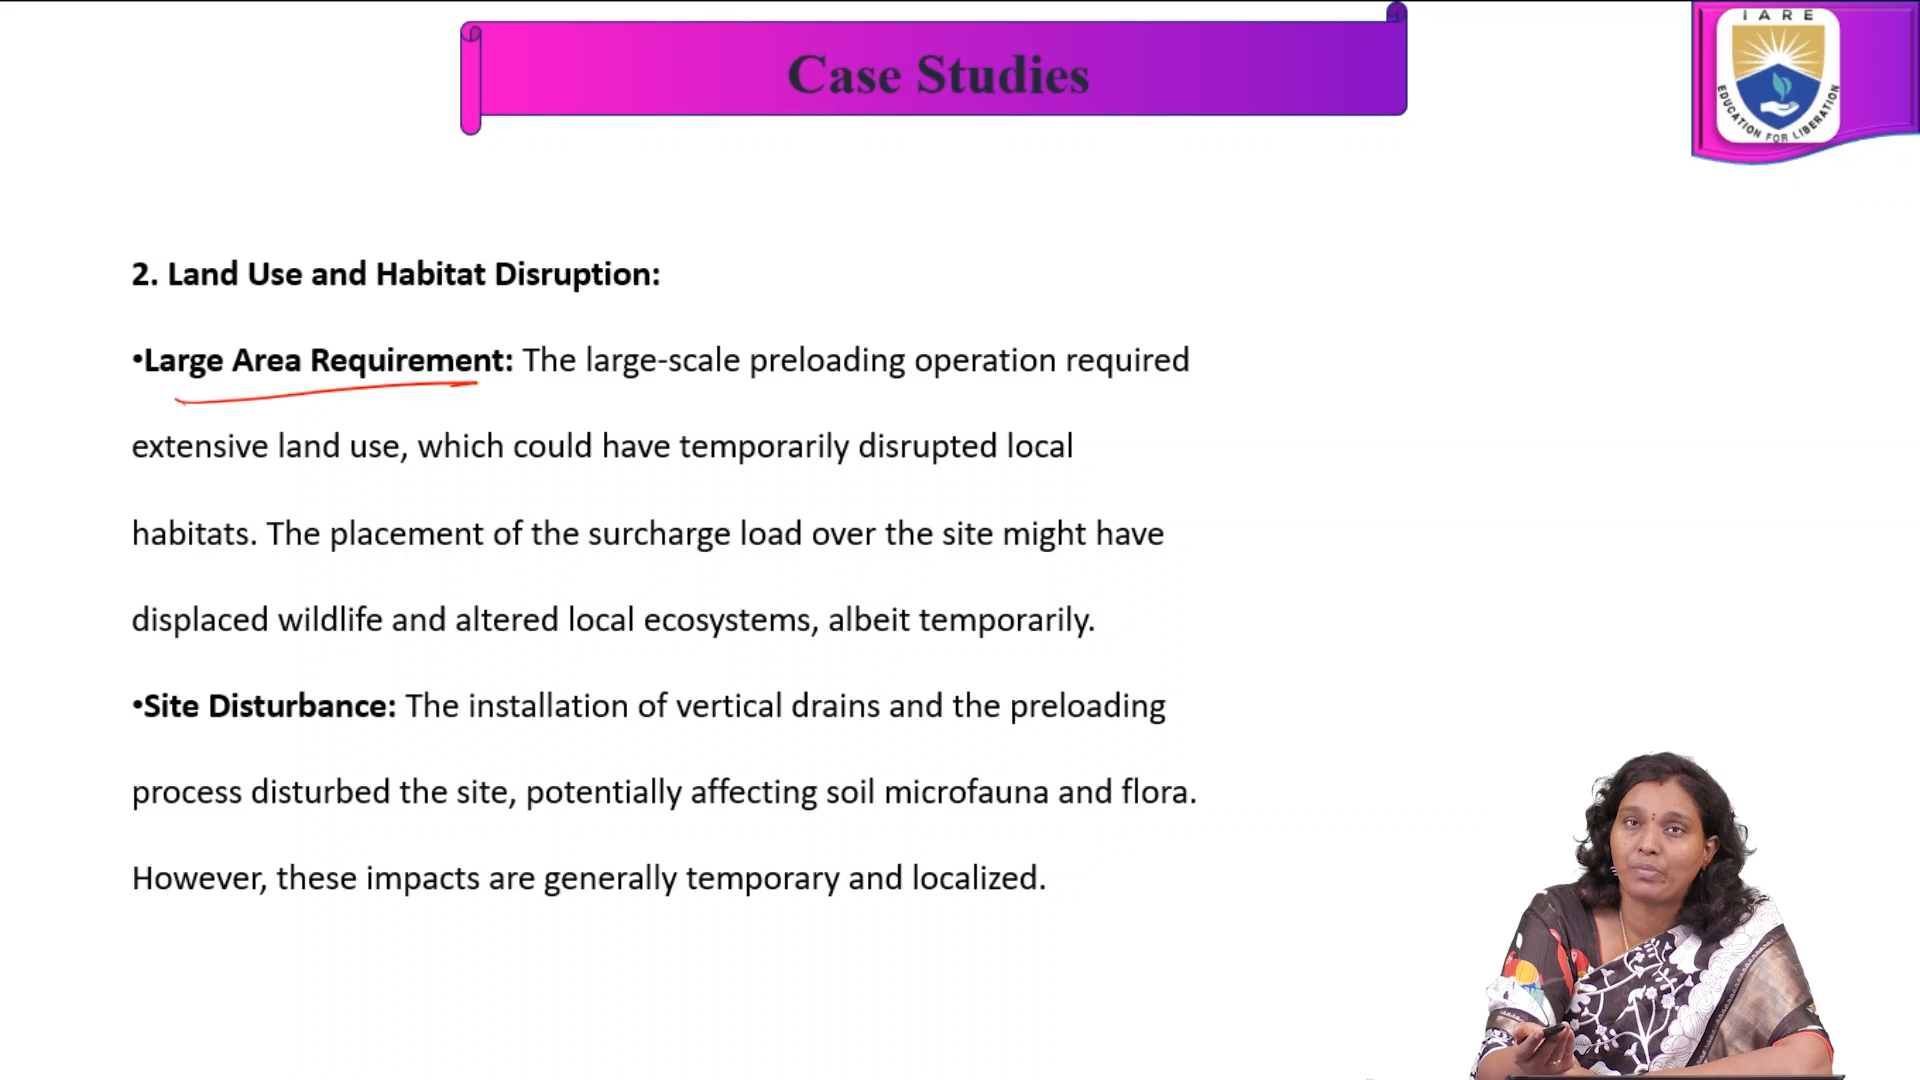 Case Studies
IARE
EDUCATION FOR LIBERATION
2. Land Use and Habitat Disruption:
•Large Area Requirement: The large-scale preloading operation required
extensive land use, which could have temporarily disrupted local
habitats. The placement of the surcharge load over the site might have
displaced wildlife and altered local ecosystems, albeit temporarily.
•Site Disturbance: The installation of vertical drains and the preloading
process disturbed the site, potentially affecting soil microfauna and flora.
However, these impacts are generally temporary and localized.